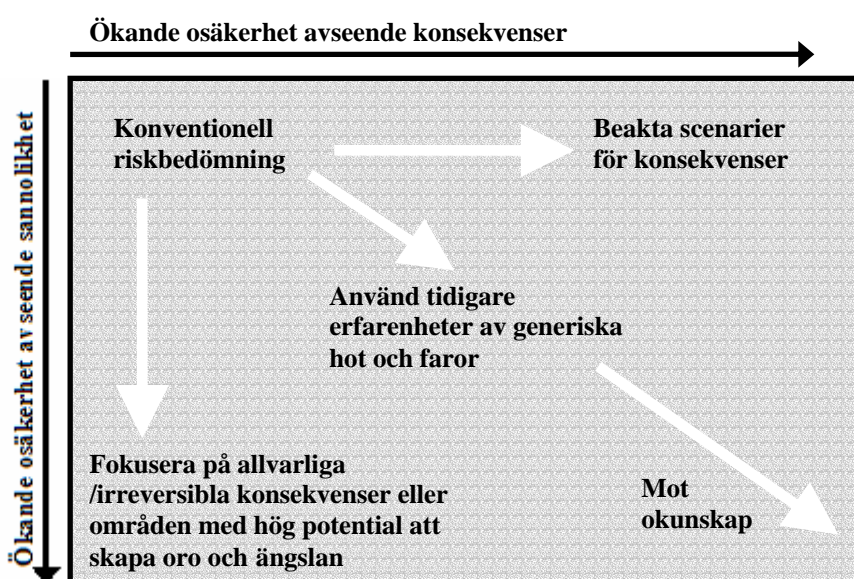 Ökande osäkerhet avseende konsekvenser
Ökande osäkerhet avseende sannolikhet
Konventionell
riskbedömning
Beakta scenarier
för konsekvenser
Använd tidigare
erfarenheter av generiska
hot och faror
Fokusera på allvarliga
/irreversibla konsekvenser eller
områden med hög potential att
skapa oro och ängslan
Mot
okunskap